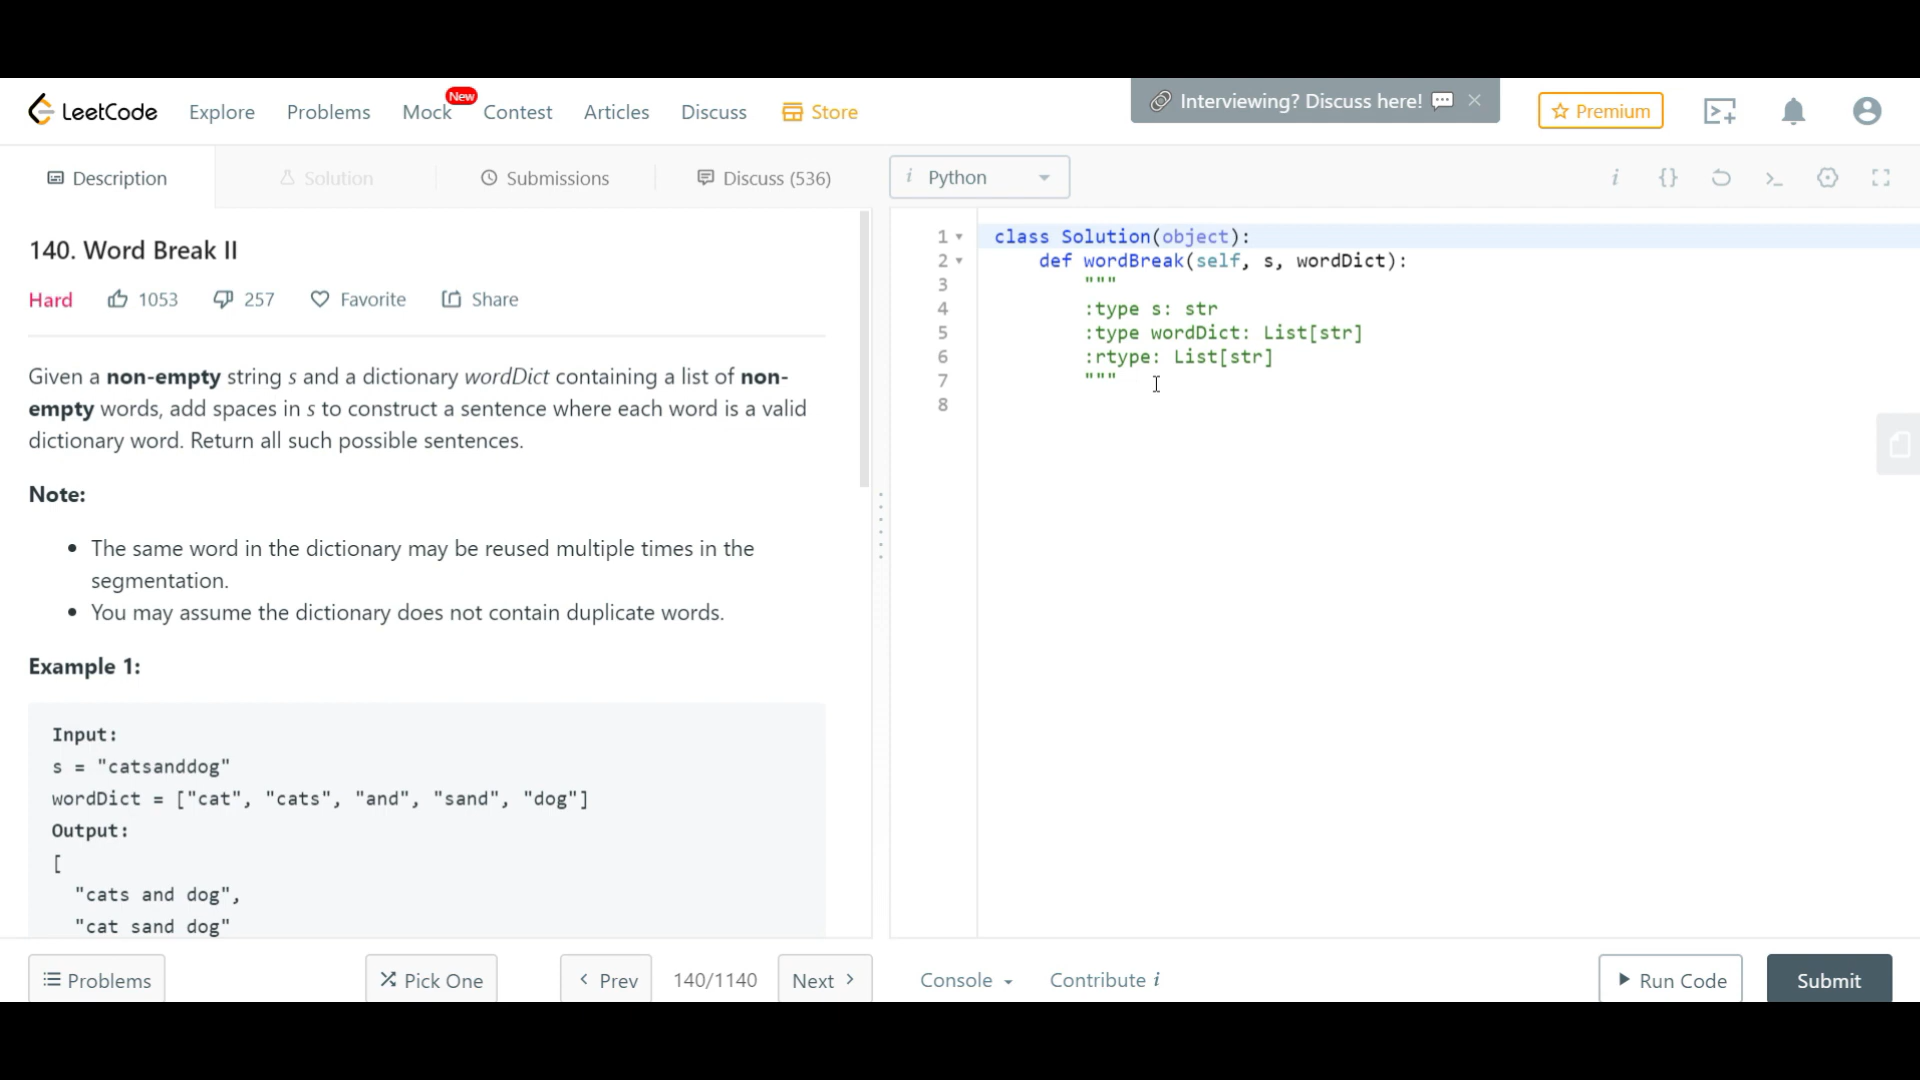 LeetCode Explore Problems Mock New Contest Articles Discuss Store Interviewing? Discuss here! Premium
Description Solution Submissions Discuss (536) i Python
140. Word Break II
Hard 1053 257 Favorite Share
Given a non-empty string s and a dictionary wordDict containing a list of non-
empty words, add spaces in s to construct a sentence where each word is a valid
dictionary word. Return all such possible sentences.
Note:
• The same word in the dictionary may be reused multiple times in the
segmentation.
• You may assume the dictionary does not contain duplicate words.
Example 1:
Input:
s = "catsanddog"
wordDict = ["cat", "cats", "and", "sand", "dog"]
Output:
[
"cats and dog",
"cat sand dog"
1 class Solution(object):
2 def wordBreak(self, s, wordDict):
3 """
4 :type s: str
5 :type wordDict: List[str]
6 :rtype: List[str]
7 """
8
Problems Pick One < Prev 140/1140 Next > Console Contribute i Run Code Submit